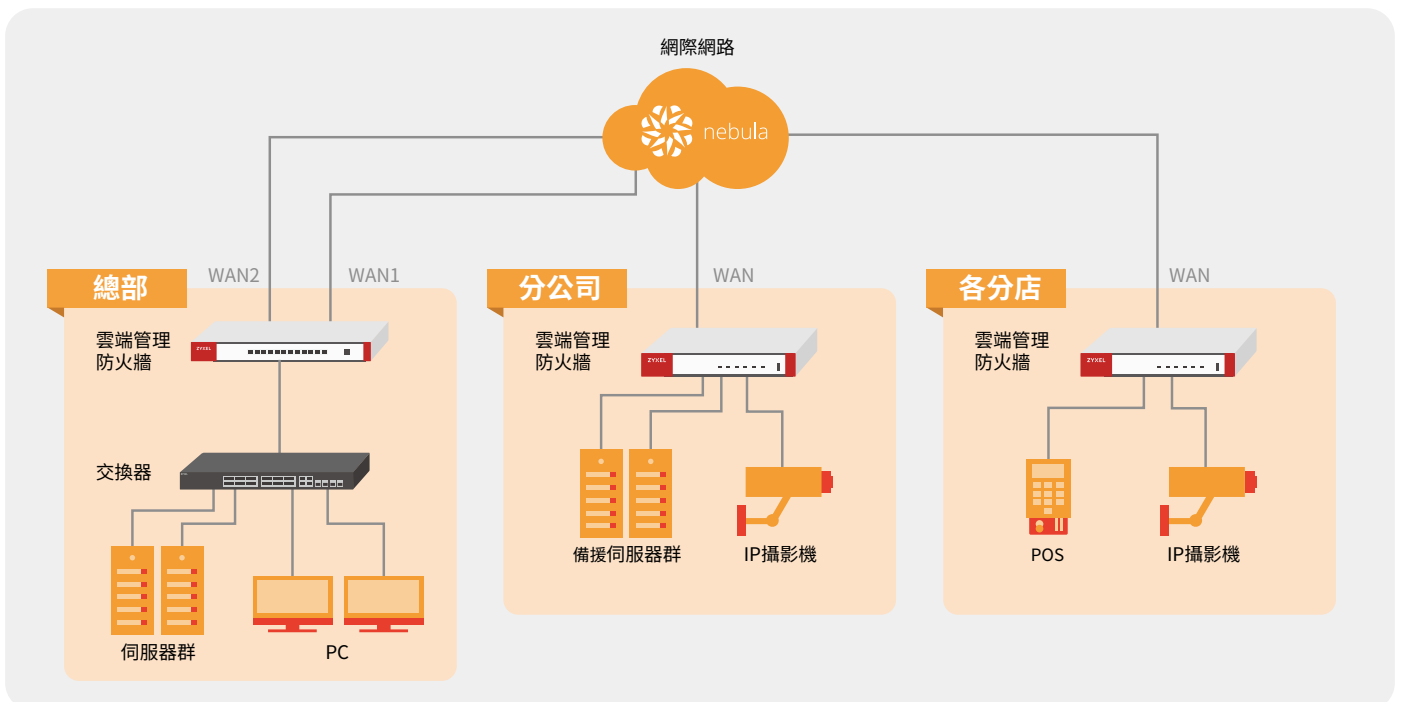 網際網路
nebula
WAN2
WAN1
WAN
WAN
總部
分公司
各分店
雲端管理
防火牆
ZYXEL
雲端管理
防火牆
ZYXEL
雲端管理
防火牆
ZYXEL
交換器
伺服器群
PC
備援伺服器群
IP攝影機
POS
IP攝影機